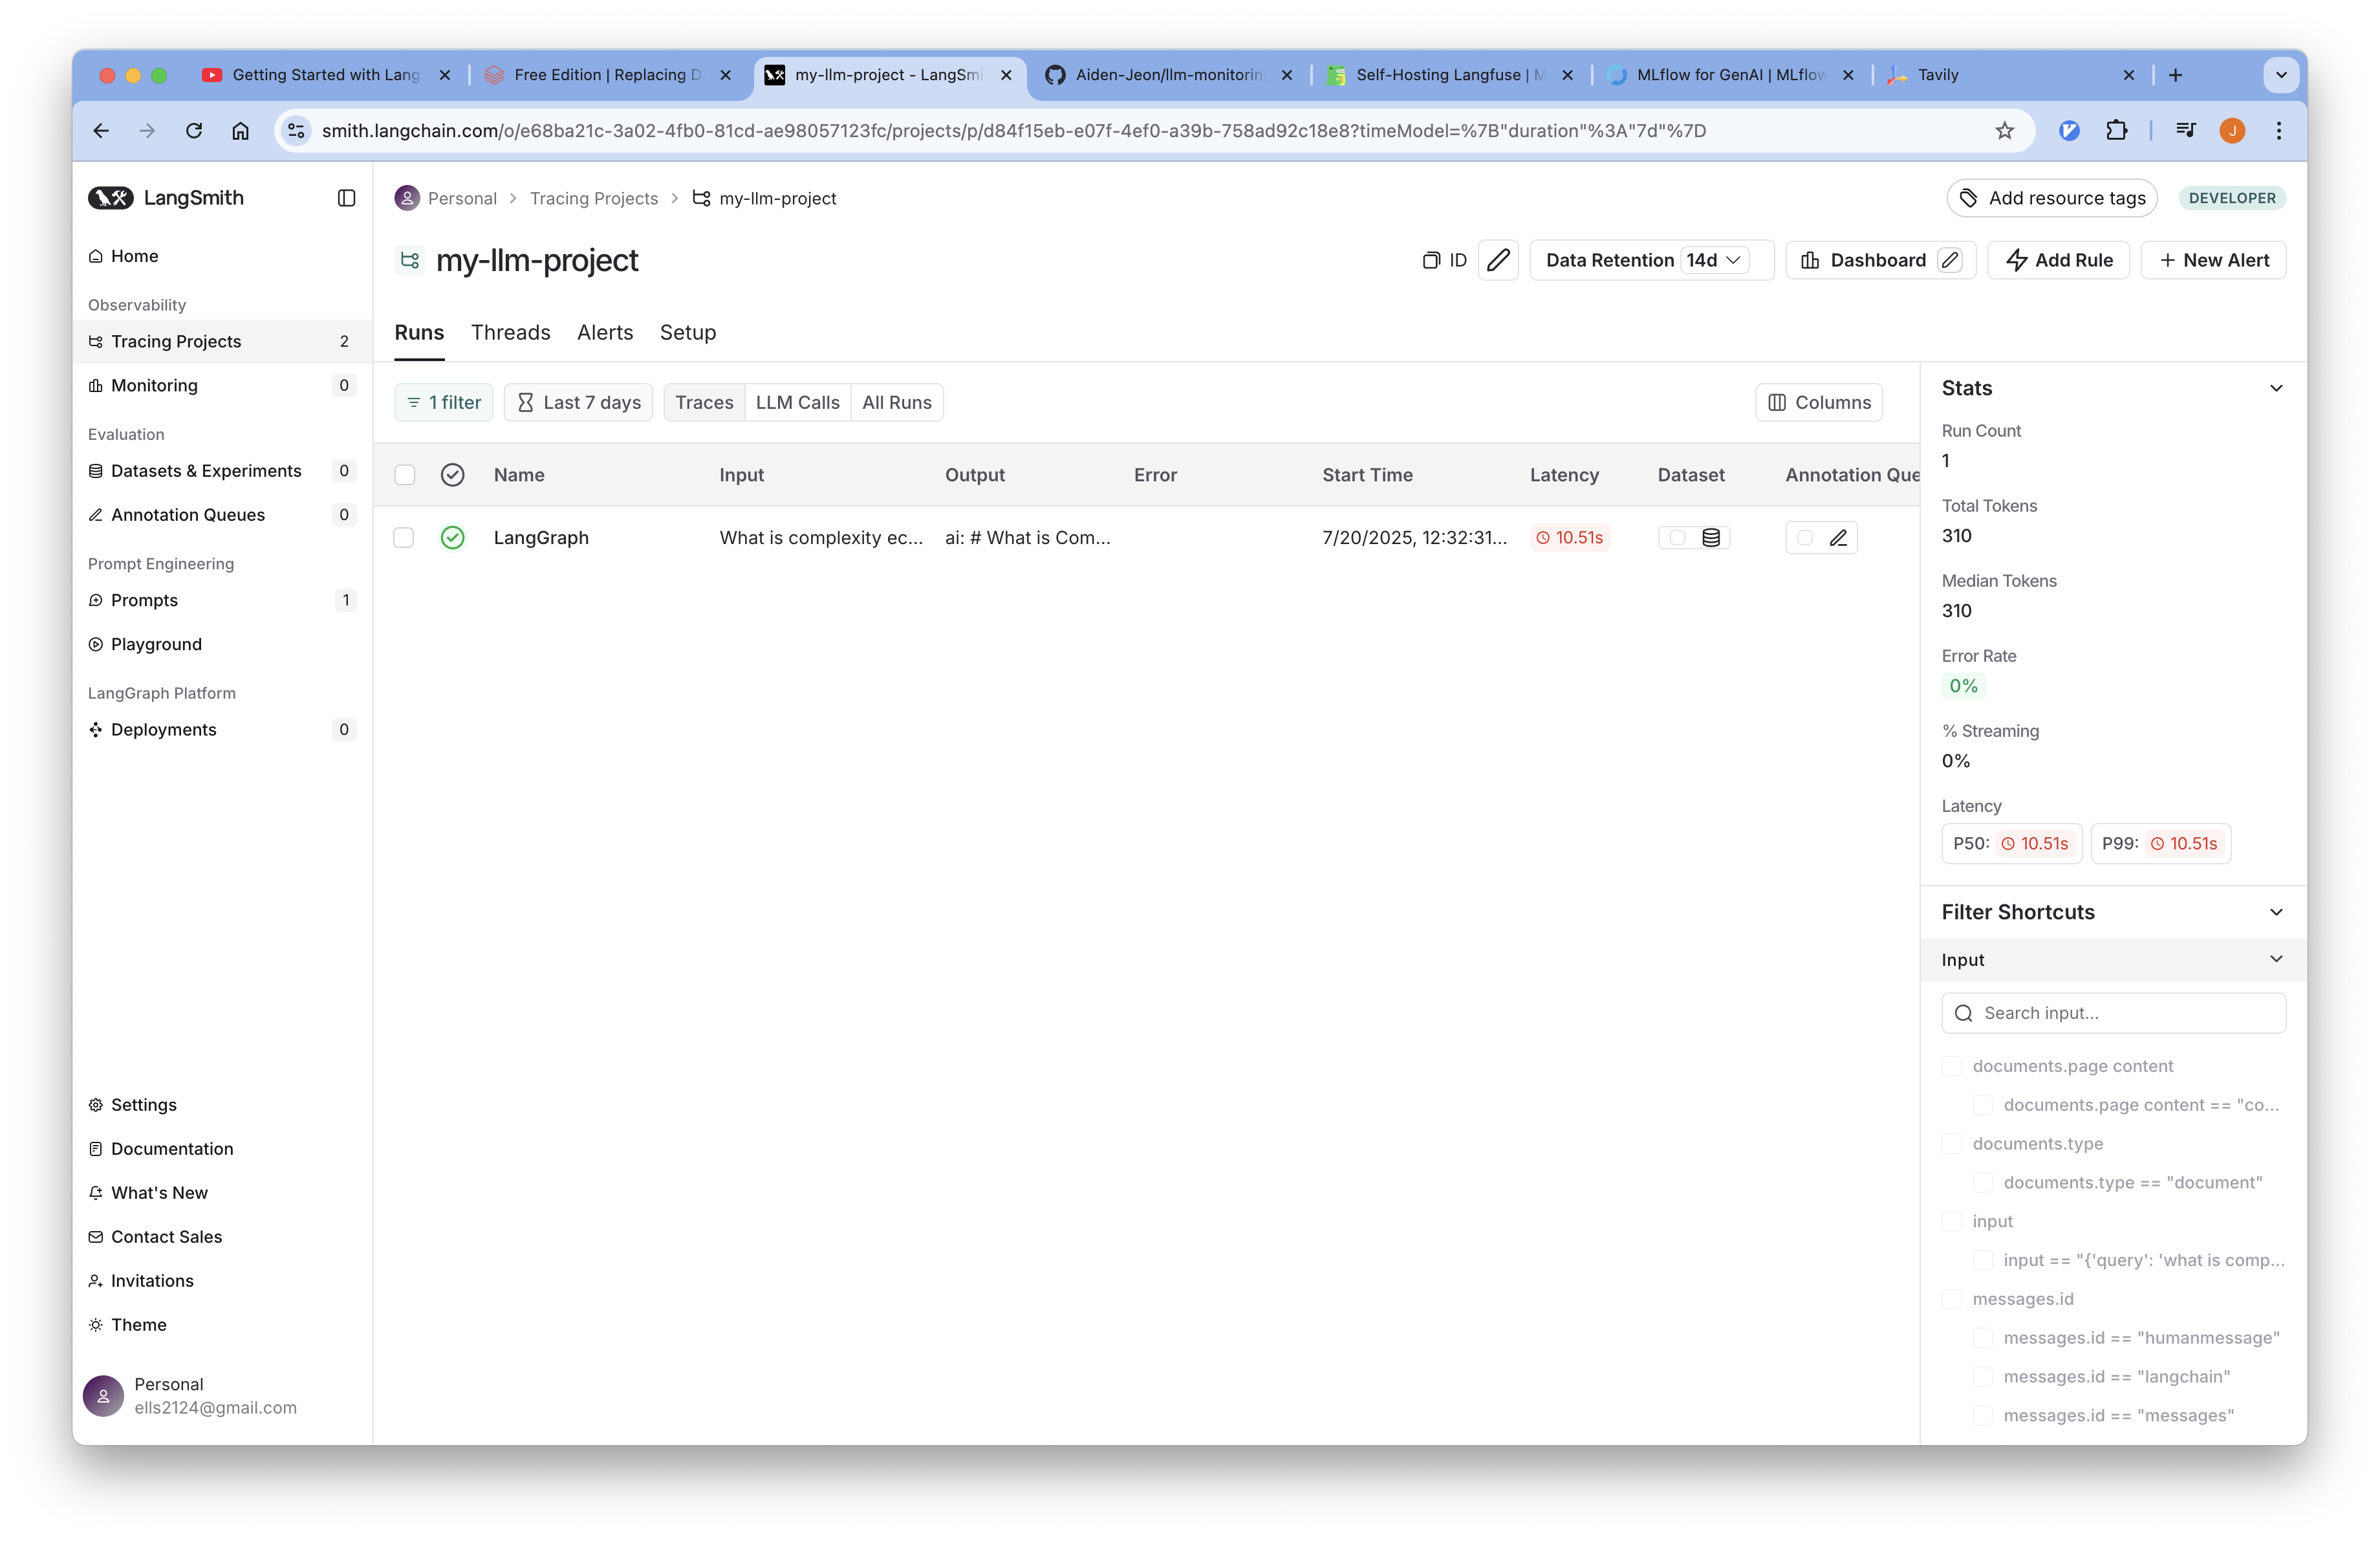 Getting Started with Lang
Free Edition | Replacing D
my-llm-project - LangSmi
Aiden-Jeon/llm-monitorin
Self-Hosting Langfuse | M
MLflow for GenAI | MLflow
Tavily
smith.langchain.com/o/e68ba21c-3a02-4fb0-81cd-ae98057123fc/projects/p/d84f15eb-e07f-4ef0-a39b-758ad92c18e8?timeModel=%7B"duration"%3A"7d"%7D
J
LangSmith
Home
Observability
Tracing Projects 2
Monitoring 0
Evaluation
Datasets & Experiments 0
Annotation Queues 0
Prompt Engineering
Prompts 1
Playground
LangGraph Platform
Deployments 0
Settings
Documentation
What's New
Contact Sales
Invitations
Theme
Personal
ells2124@gmail.com
Personal > Tracing Projects > my-llm-project
Add resource tags
DEVELOPER
my-llm-project
ID
Data Retention 14d
Dashboard
Add Rule
+ New Alert
Runs Threads Alerts Setup
1 filter
Last 7 days
Traces LLM Calls All Runs
Columns
Name Input Output Error Start Time Latency Dataset Annotation Que
LangGraph What is complexity ec... ai: # What is Com... 7/20/2025, 12:32:31... 10.51s
Stats
Run Count
1
Total Tokens
310
Median Tokens
310
Error Rate
0%
% Streaming
0%
Latency
P50: 10.51s P99: 10.51s
Filter Shortcuts
Input
Search input...
documents.page content
documents.page content == "co...
documents.type
documents.type == "document"
input
input == "{'query': 'what is comp...
messages.id
messages.id == "humanmessage"
messages.id == "langchain"
messages.id == "messages"